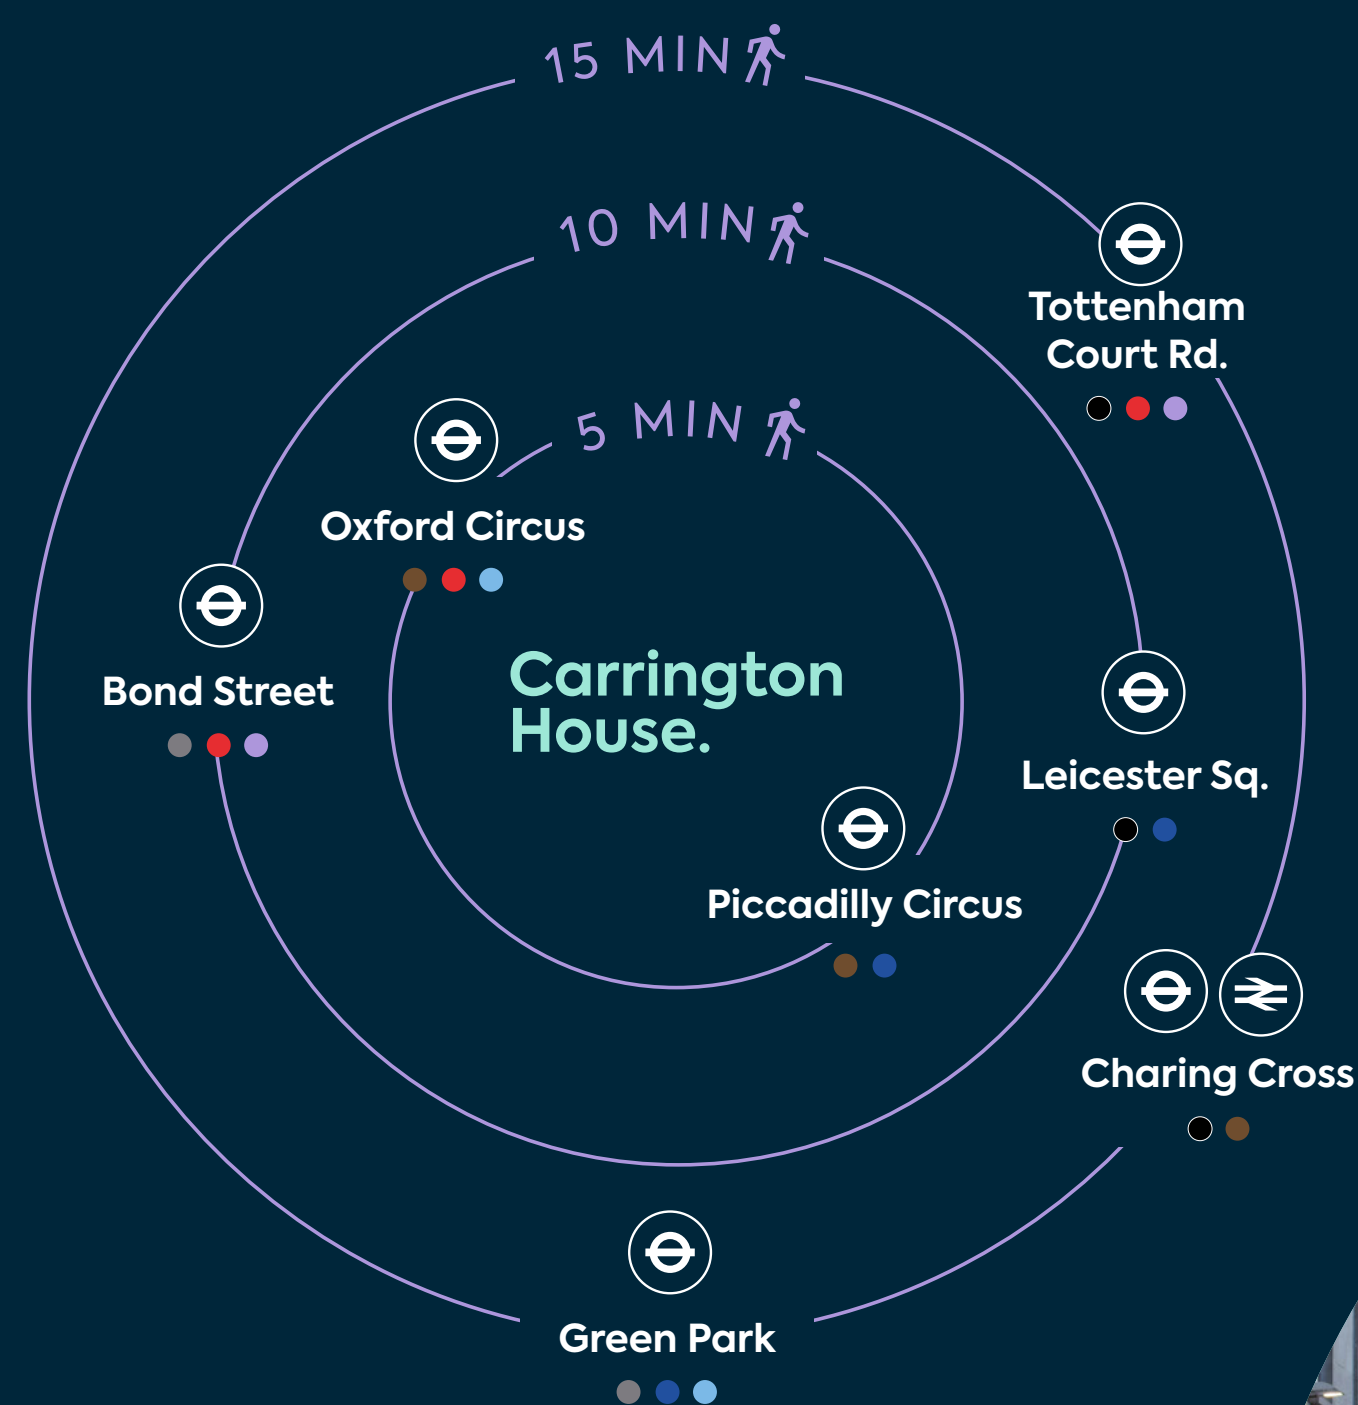 15 MIN
10 MIN
Tottenham
Court Rd.
5 MIN
Oxford Circus
Carrington
House.
Bond Street
Leicester Sq.
Piccadilly Circus
Charing Cross
Green Park